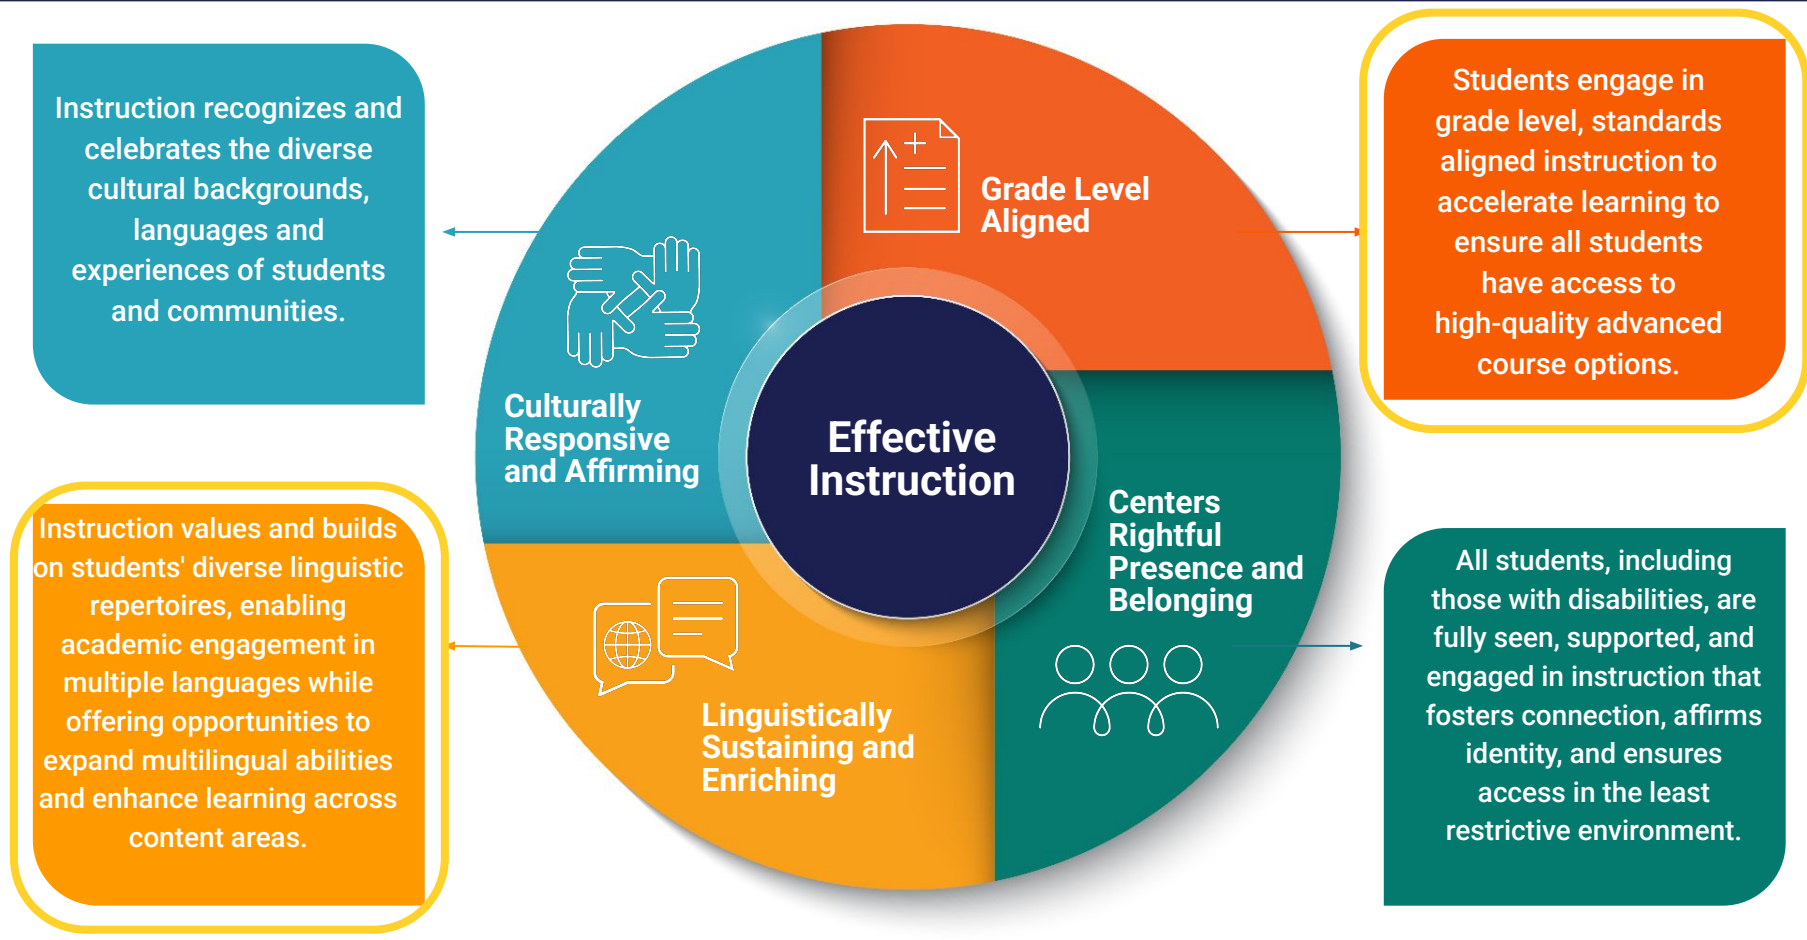 Instruction recognizes and
celebrates the diverse
cultural backgrounds,
languages and
experiences of students
and communities.
Grade Level
Aligned
Students engage in
grade level, standards
aligned instruction to
accelerate learning to
ensure all students
have access to
high-quality advanced
course options.
Culturally
Responsive
and Affirming
Effective
Instruction
Centers
Rightful
Presence and
Belonging
Instruction values and builds
on students' diverse linguistic
repertoires, enabling
academic engagement in
multiple languages while
offering opportunities to
expand multilingual abilities
and enhance learning across
content areas.
Linguistically
Sustaining and
Enriching
All students, including
those with disabilities, are
fully seen, supported, and
engaged in instruction that
fosters connection, affirms
identity, and ensures
access in the least
restrictive environment.